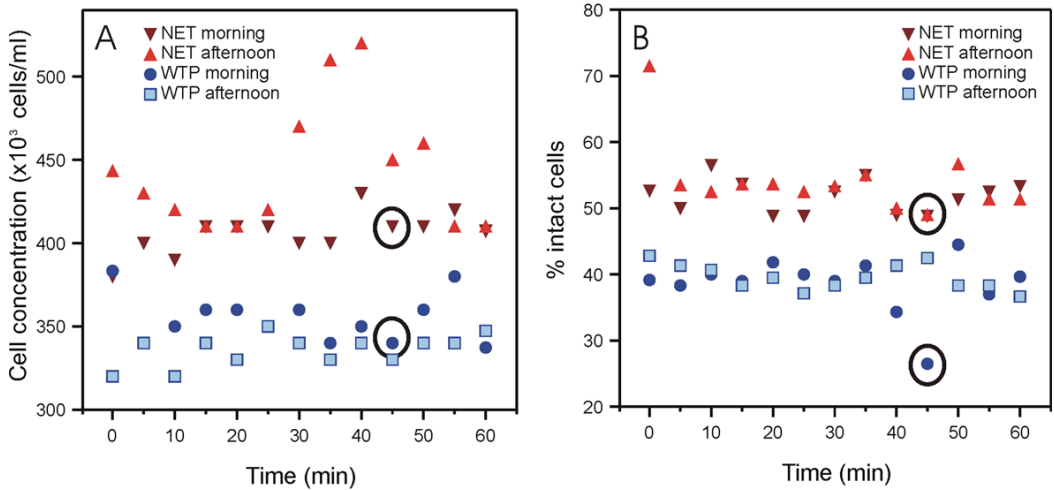 A
NET morning
NET afternoon
WTP morning
WTP afternoon
Cell concentration (x10³ cells/ml)
500
450
400
350
300
0 10 20 30 40 50 60
Time (min)
B
NET morning
NET afternoon
WTP morning
WTP afternoon
% intact cells
80
70
60
50
40
30
20
0 10 20 30 40 50 60
Time (min)